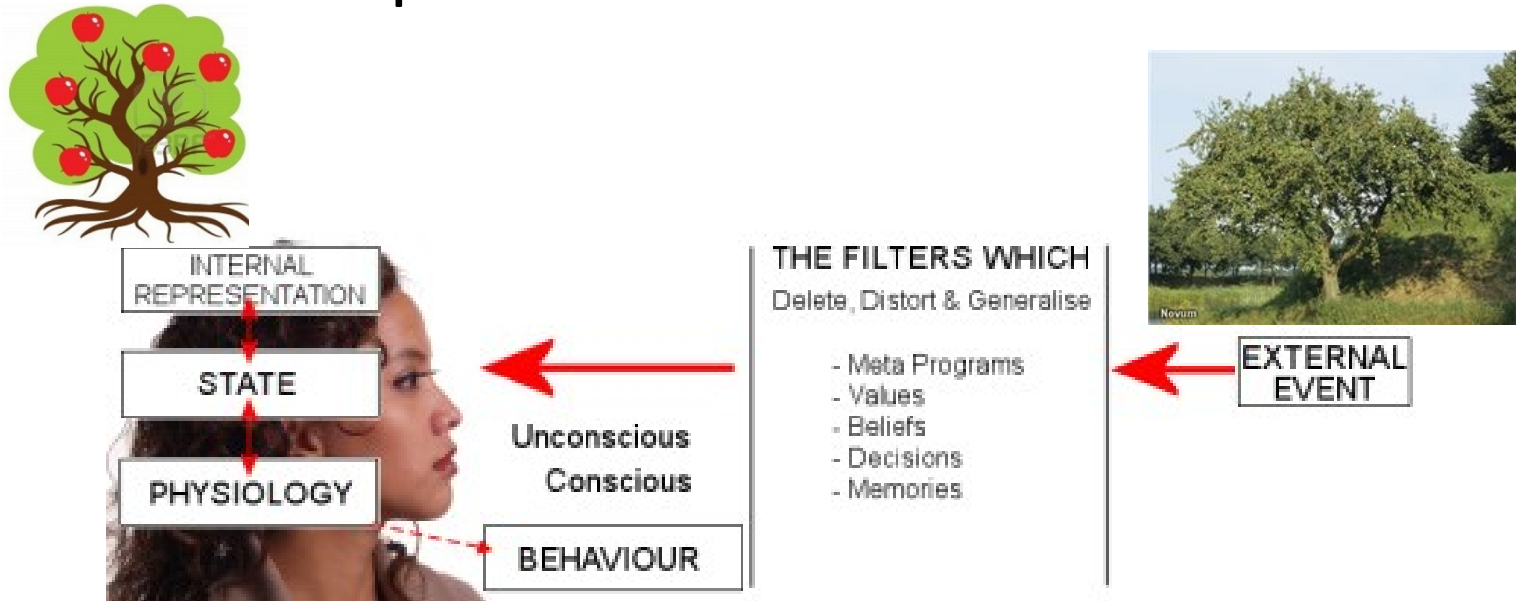 INTERNAL
REPRESENTATION
STATE
PHYSIOLOGY
Unconscious
Conscious
BEHAVIOUR
THE FILTERS WHICH
Delete, Distort & Generalise
- Meta Programs
- Values
- Beliefs
- Decisions
- Memories
Novum
EXTERNAL
EVENT